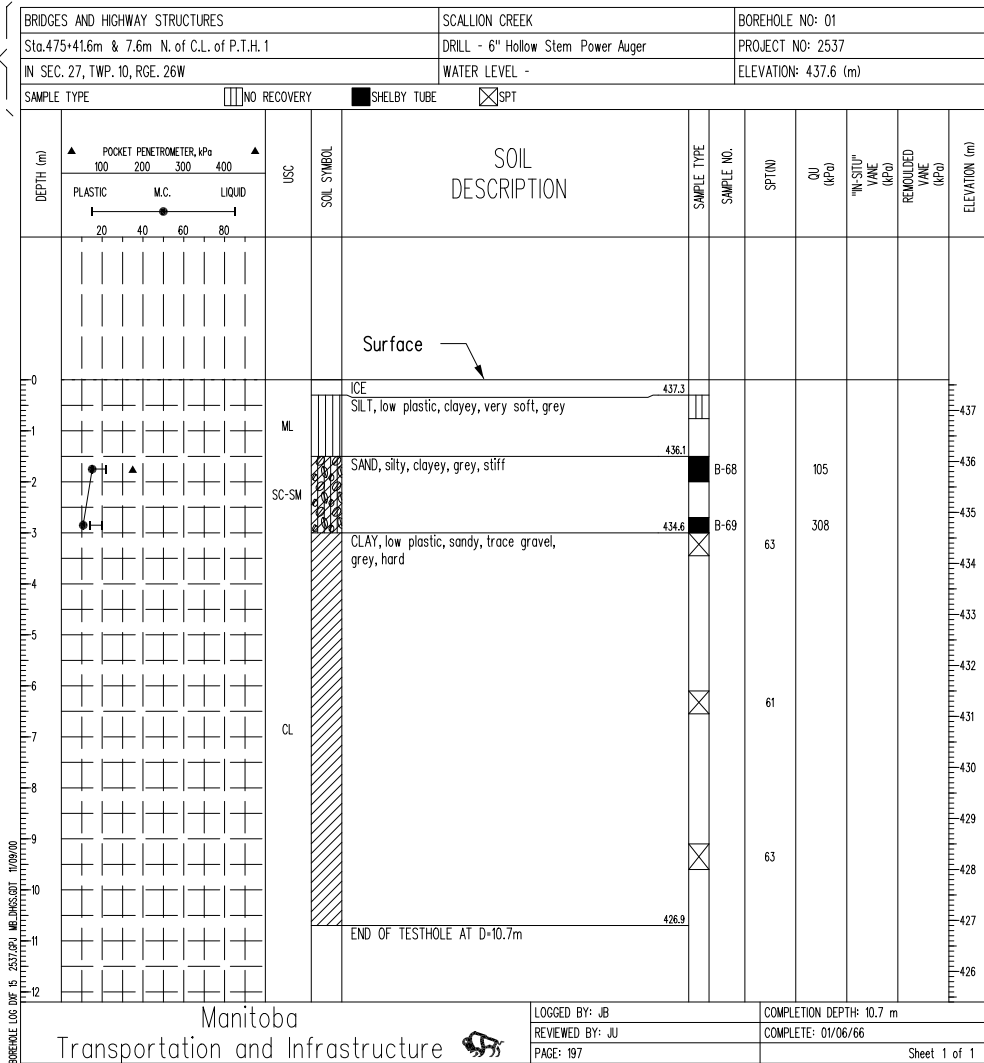 BRIDGES AND HIGHWAY STRUCTURES
SCALLION CREEK
BOREHOLE NO: 01
Sta.475+41.6m & 7.6m N. of C.L. of P.T.H. 1
DRILL - 6" Hollow Stem Power Auger
PROJECT NO: 2537
IN SEC. 27, TWP. 10, RGE. 26W
WATER LEVEL -
ELEVATION: 437.6 (m)
SAMPLE TYPE
NO RECOVERY
SHELBY TUBE
SPT
DEPTH (m)
POCKET PENETROMETER, kPa
100 200 300 400
PLASTIC M.C. LIQUID
20 40 60 80
USC
SOIL SYMBOL
SOIL
DESCRIPTION
SAMPLE TYPE
SAMPLE NO.
SPT(N)
QU
(kPa)
"IN-SITU"
VANE
(kPa)
REMOULDED
VANE
(kPa)
ELEVATION (m)
Surface
0
ICE
437.3
SILT, low plastic, clayey, very soft, grey
437
ML
1
436.1
SAND, silty, clayey, grey, stiff
B-68
105
436
2
SC-SM
435
434.6
B-69
308
3
CLAY, low plastic, sandy, trace gravel,
grey, hard
63
434
4
433
5
432
6
61
431
7
CL
430
8
429
9
63
428
10
427
426.9
END OF TESTHOLE AT D=10.7m
11
426
12
BOREHOLE LOG DXF 15 2537.GPJ MB_DHGS.GDT 11/09/00
Manitoba
Transportation and Infrastructure
LOGGED BY: JB
COMPLETION DEPTH: 10.7 m
REVIEWED BY: JU
COMPLETE: 01/06/66
PAGE: 197
Sheet 1 of 1